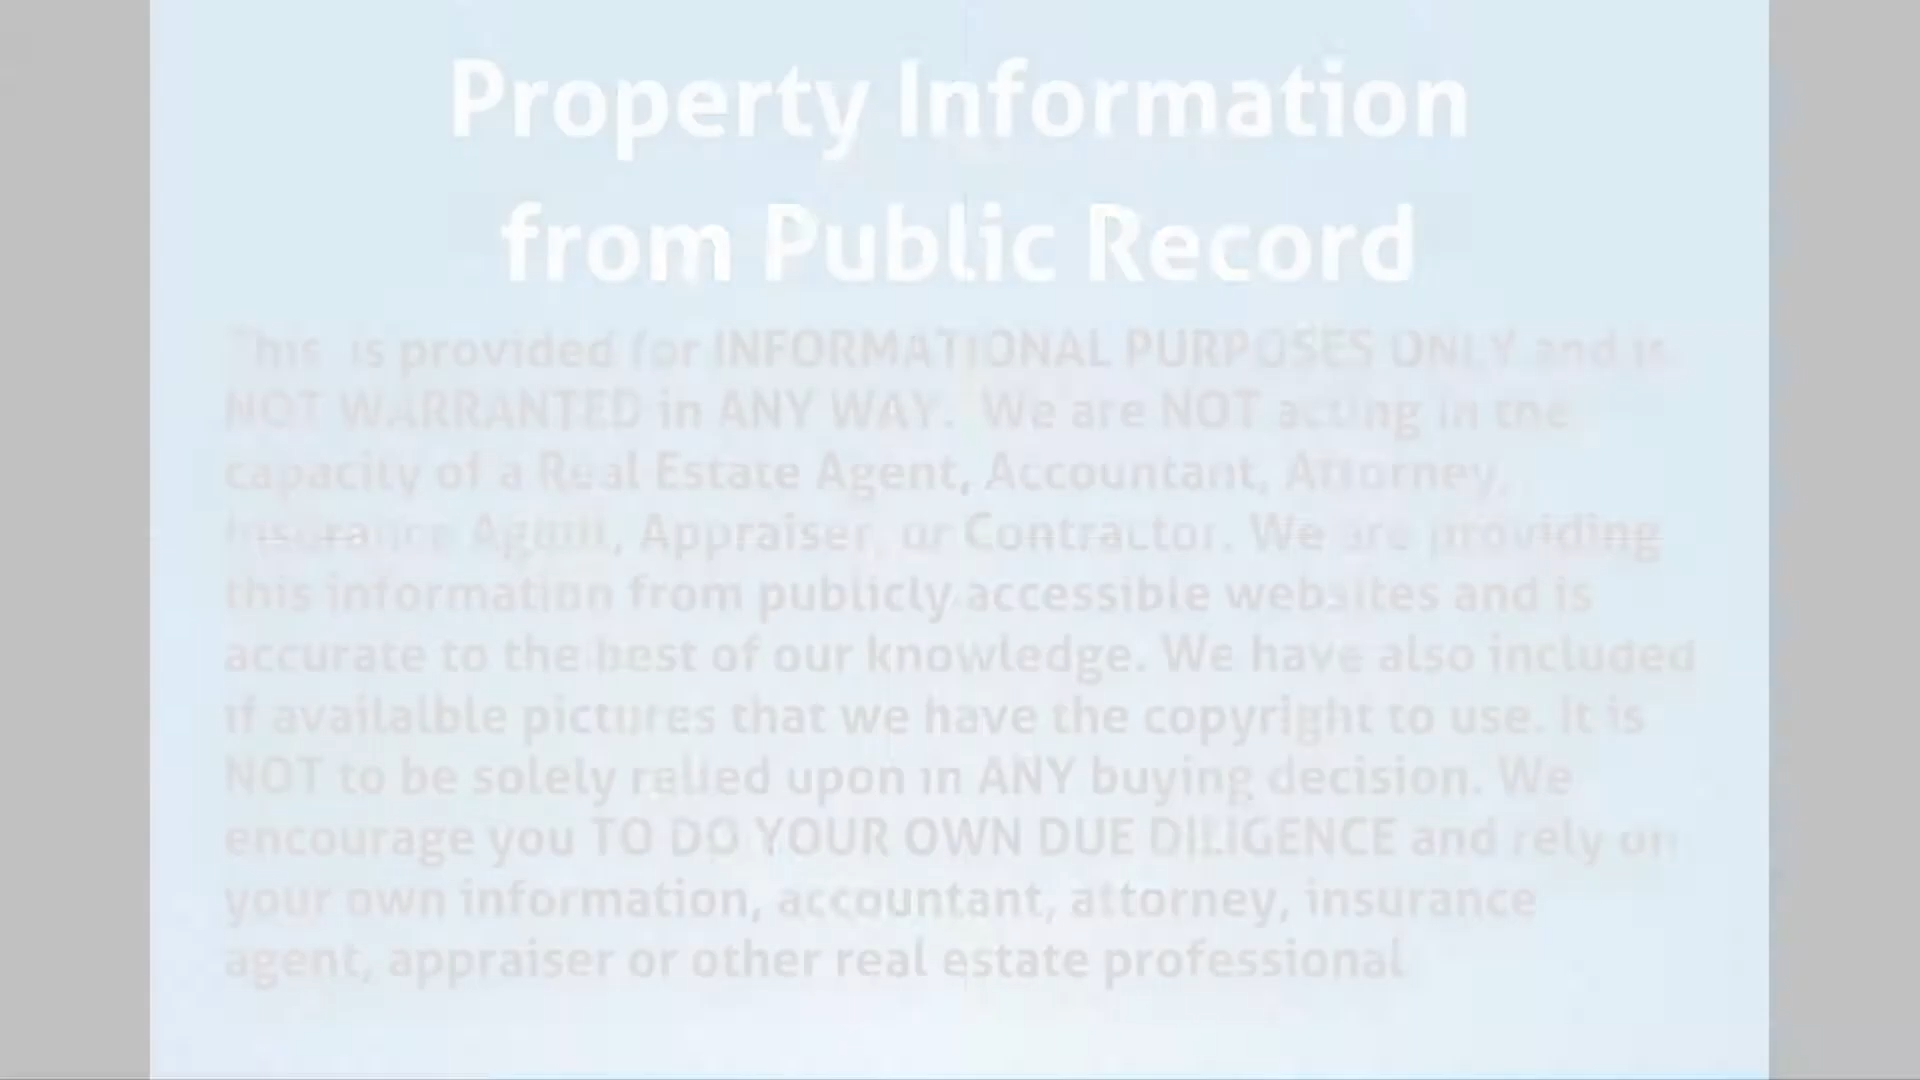 Property Information
from Public Record
This is provided for INFORMATIONAL PURPOSES ONLY and is
NOT WARRANTED in ANY WAY. We are NOT acting in the
capacity of a Real Estate Agent, Accountant, Attorney,
Insurance Agent, Appraiser, or Contractor. We are providing
this information from publicly accessible websites and is
accurate to the best of our knowledge. We have also included
if availalble pictures that we have the copyright to use. It is
NOT to be solely relied upon in ANY buying decision. We
encourage you TO DO YOUR OWN DUE DILIGENCE and rely on
your own information, accountant, attorney, insurance
agent, appraiser or other real estate professional